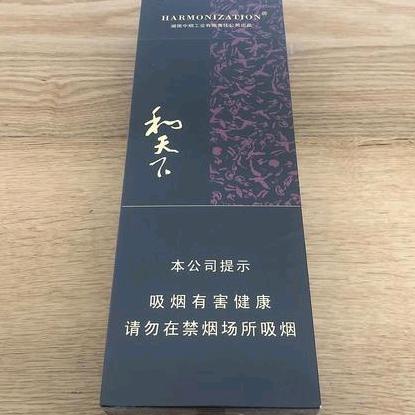 HARMONIZATION®
湖南中烟工业有限责任公司出品
和天下
本公司提示
吸烟有害健康
请勿在禁烟场所吸烟